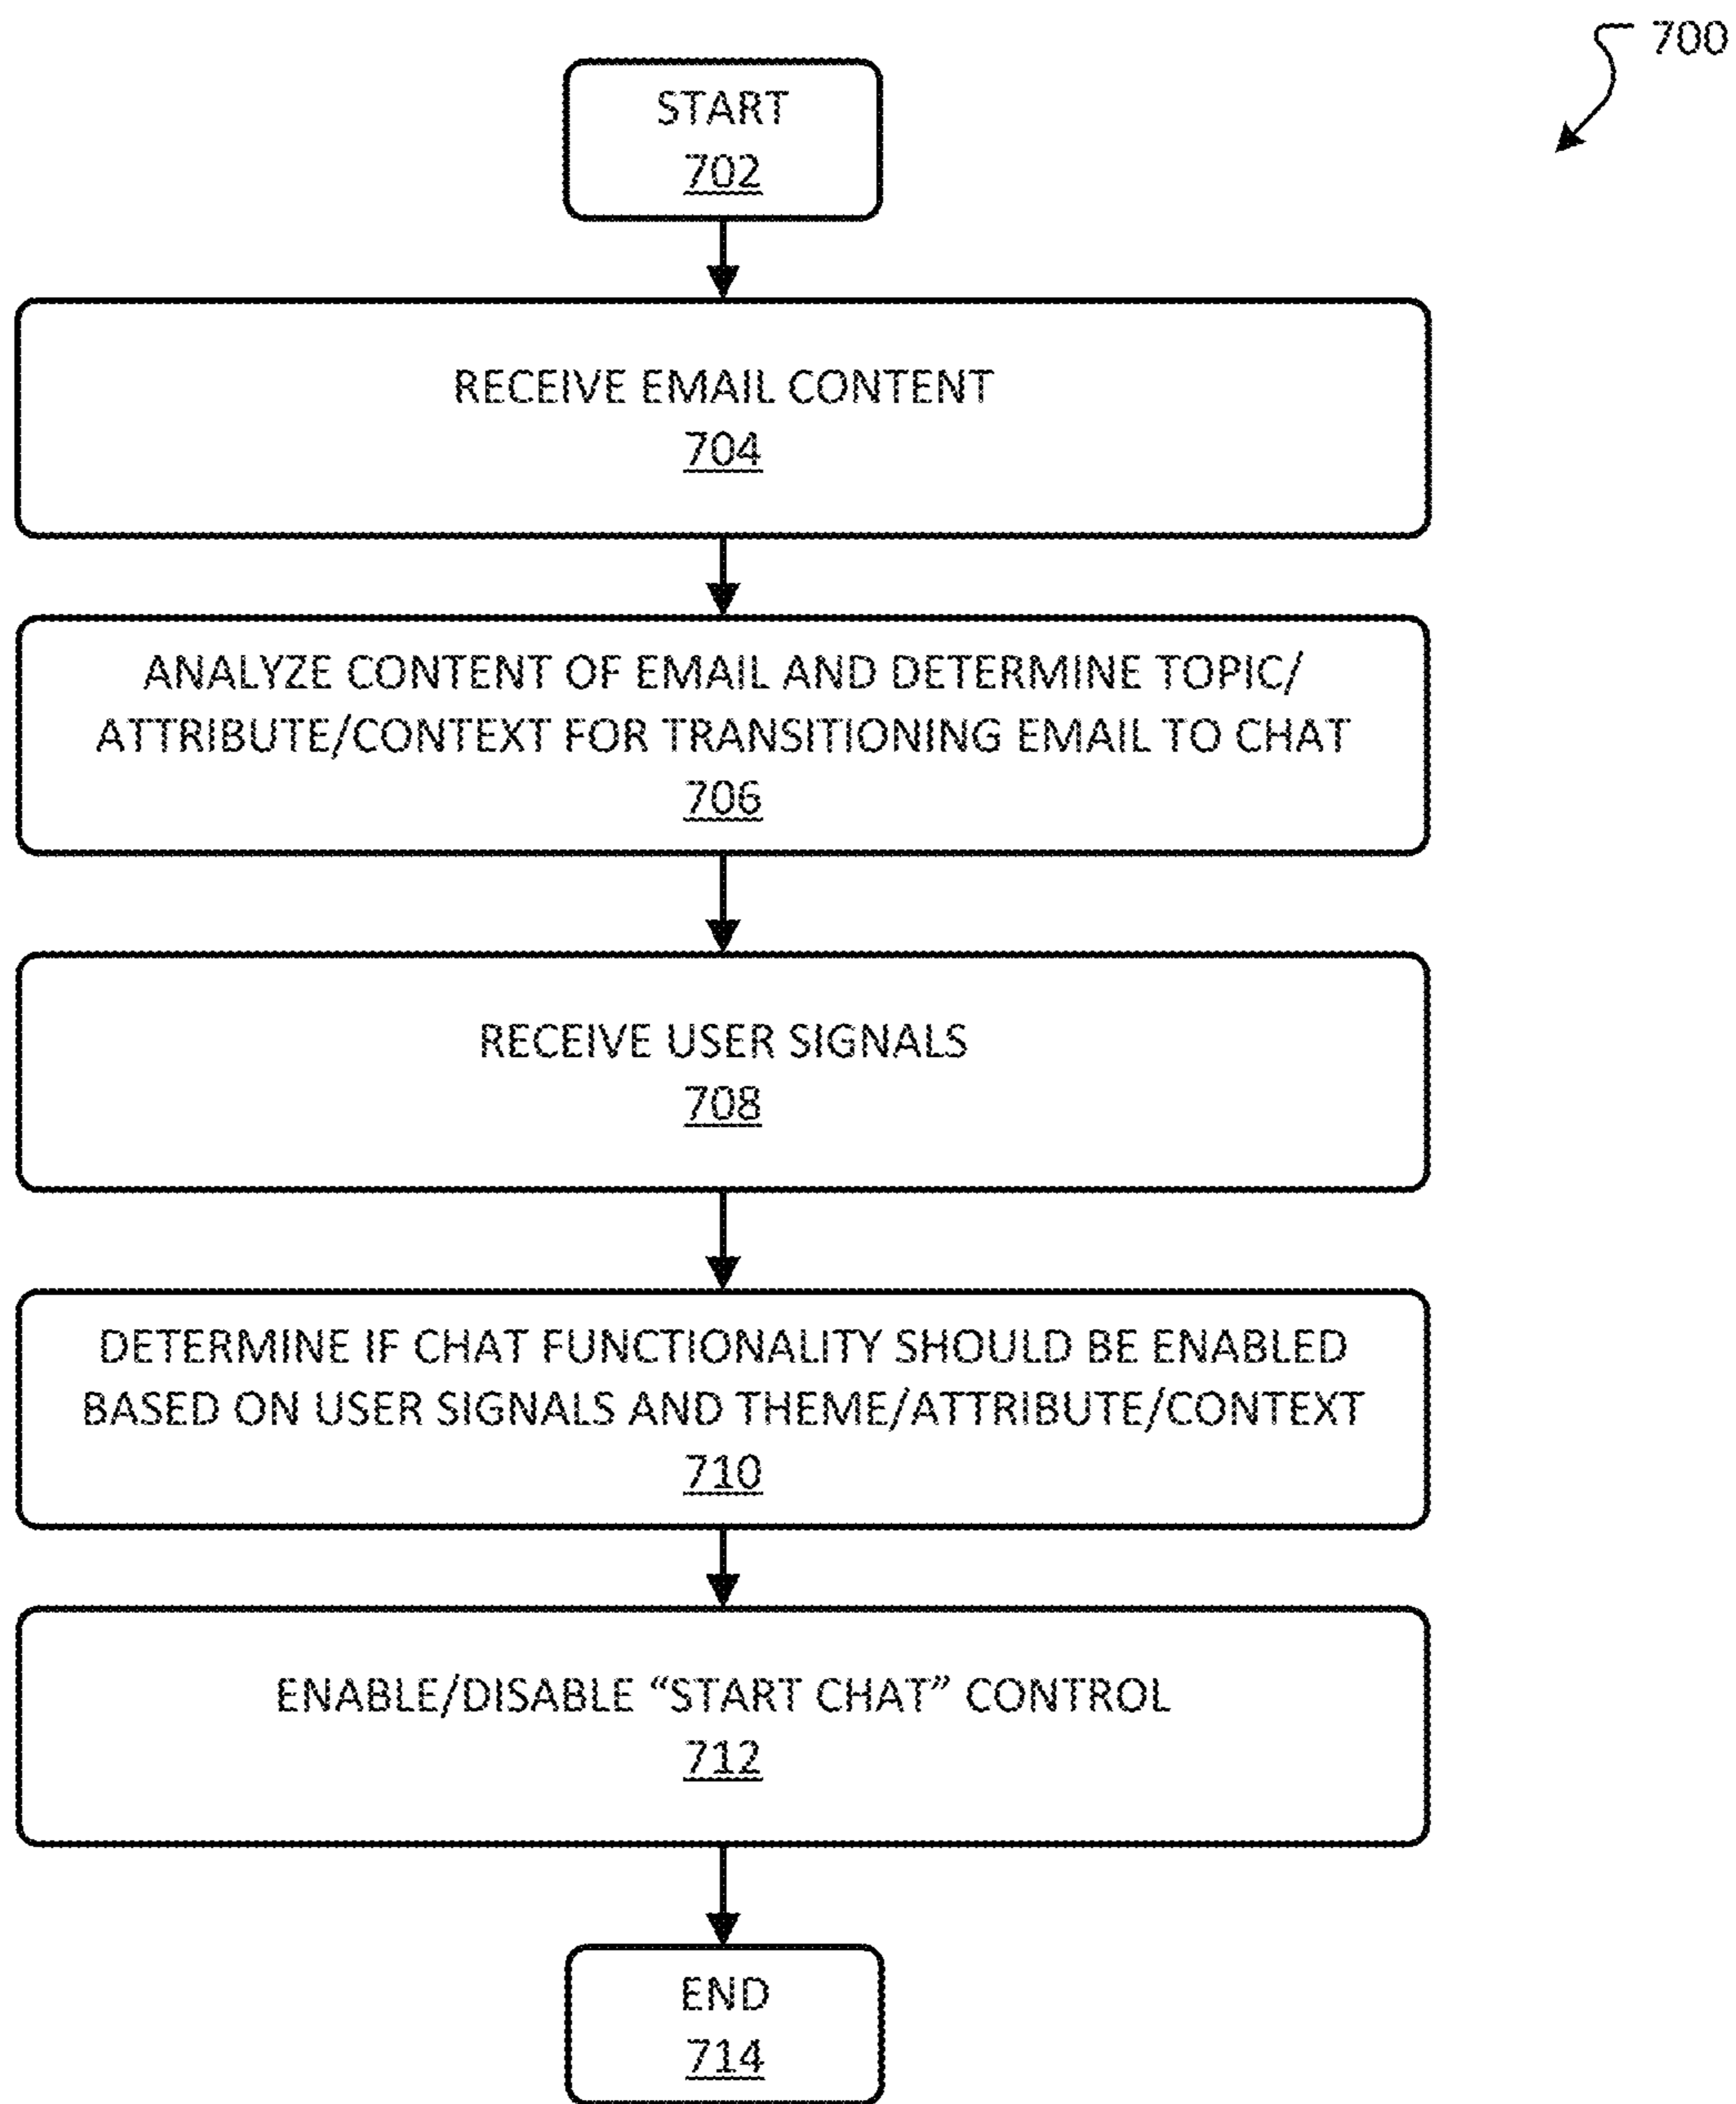 700
START
702
RECEIVE EMAIL CONTENT
704
ANALYZE CONTENT OF EMAIL AND DETERMINE TOPIC/
ATTRIBUTE/CONTEXT FOR TRANSITIONING EMAIL TO CHAT
706
RECEIVE USER SIGNALS
708
DETERMINE IF CHAT FUNCTIONALITY SHOULD BE ENABLED
BASED ON USER SIGNALS AND THEME/ATTRIBUTE/CONTEXT
710
ENABLE/DISABLE “START CHAT” CONTROL
712
END
714